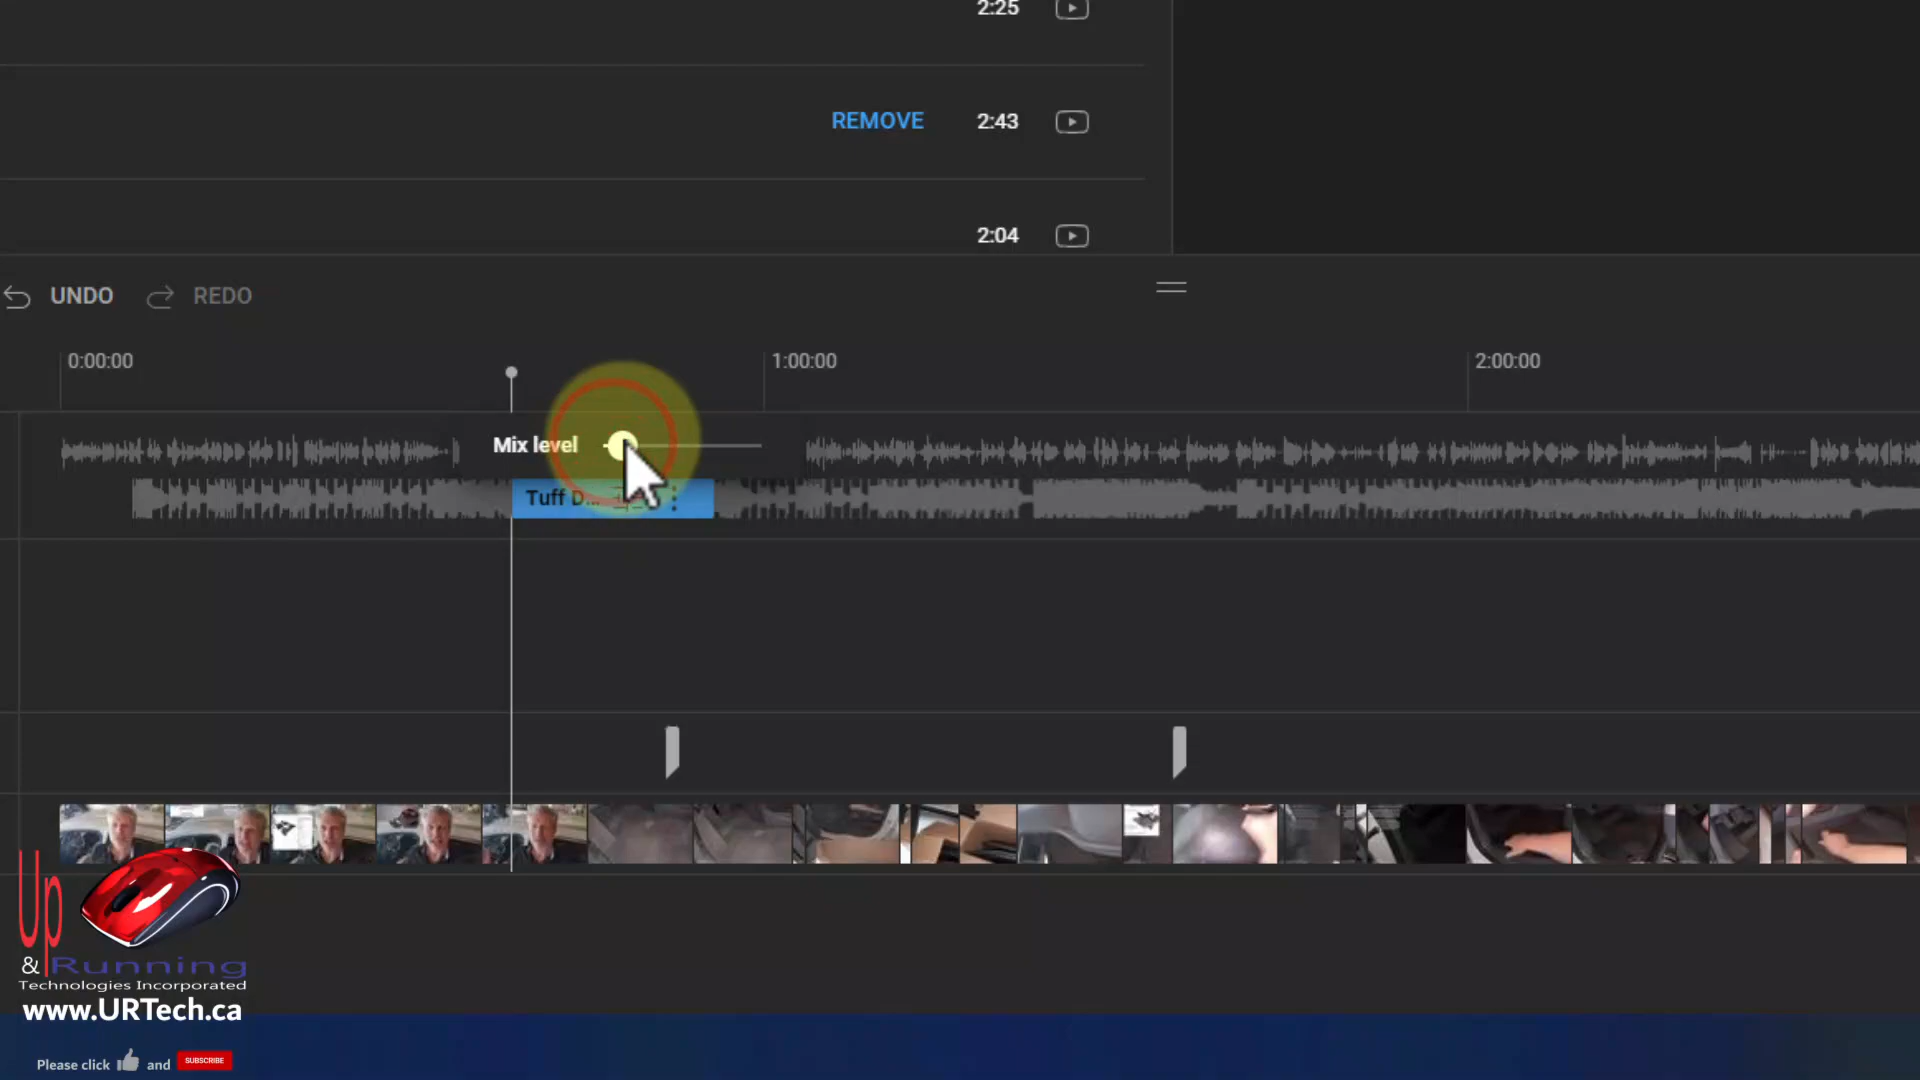 2:25
REMOVE 2:43
2:04
UNDO REDO
0:00:00 1:00:00 2:00:00
Mix level
Tuff D...
Up
& Running
Technologies Incorporated
www.URTech.ca
Please click and SUBSCRIBE